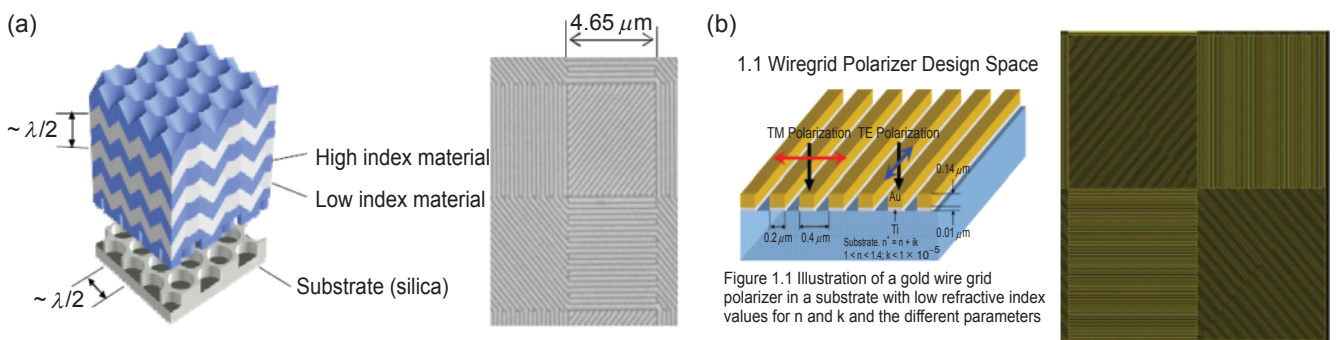 (a)
4.65 μm
~ λ/2
High index material
Low index material
Substrate (silica)
~ λ/2
(b)
1.1 Wiregrid Polarizer Design Space
TM Polarization TE Polarization
0.14 μm
Au
Ti
0.2 μm 0.4 μm 0.01 μm
Substrate. n* = n + ik
1 < n < 1.4; k < 1 × 10⁻⁵
Figure 1.1 Illustration of a gold wire grid
polarizer in a substrate with low refractive index
values for n and k and the different parameters